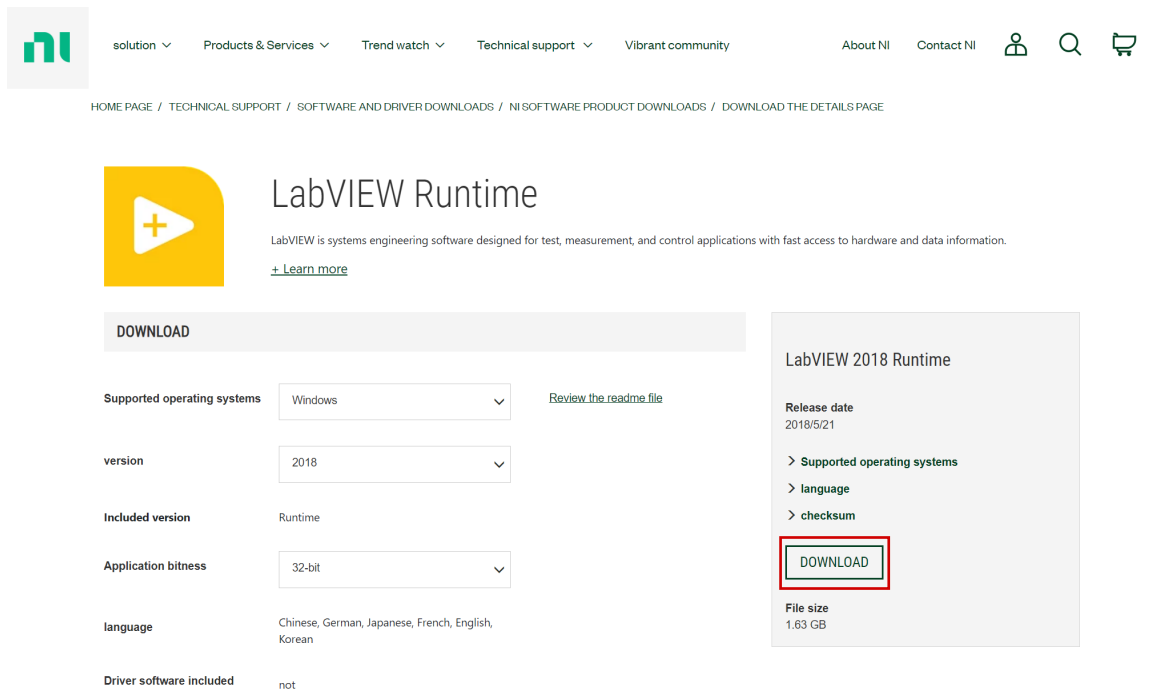 ni
solution Products & Services Trend watch Technical support Vibrant community About NI Contact NI
HOME PAGE / TECHNICAL SUPPORT / SOFTWARE AND DRIVER DOWNLOADS / NI SOFTWARE PRODUCT DOWNLOADS / DOWNLOAD THE DETAILS PAGE
LabVIEW Runtime
LabVIEW is systems engineering software designed for test, measurement, and control applications with fast access to hardware and data information.
+ Learn more
DOWNLOAD
Supported operating systems Windows Review the readme file
version 2018
Included version Runtime
Application bitness 32-bit
language Chinese, German, Japanese, French, English,
Korean
Driver software included not
LabVIEW 2018 Runtime
Release date
2018/5/21
Supported operating systems
language
checksum
DOWNLOAD
File size
1.63 GB